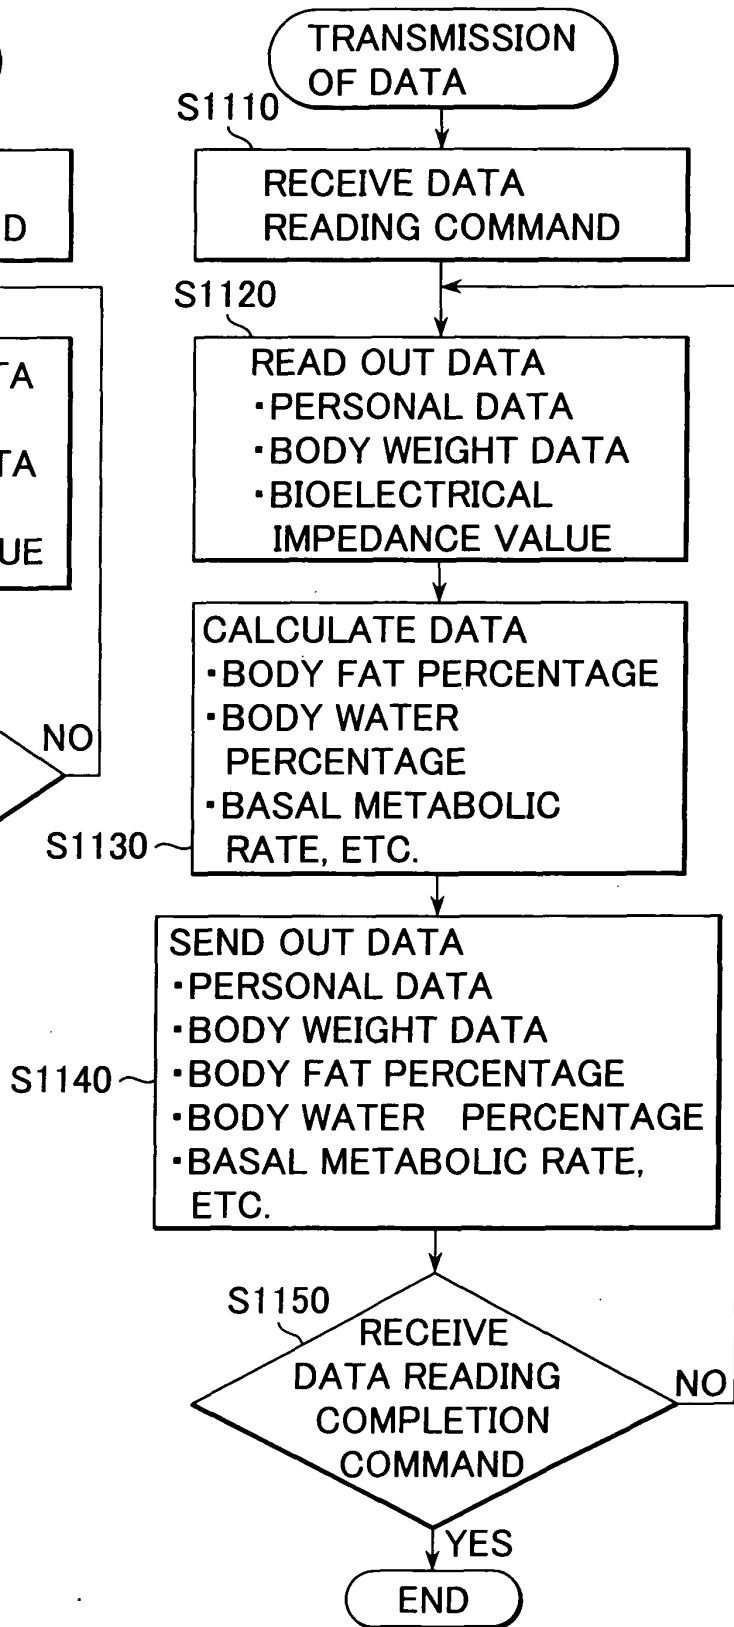 TRANSMISSION
OF DATA
S1110
RECEIVE DATA
READING COMMAND
D
S1120
READ OUT DATA
・PERSONAL DATA
・BODY WEIGHT DATA
・BIOELECTRICAL
IMPEDANCE VALUE
TA
TA
UE
CALCULATE DATA
・BODY FAT PERCENTAGE
・BODY WATER
PERCENTAGE
・BASAL METABOLIC
RATE, ETC.
NO
S1130
SEND OUT DATA
・PERSONAL DATA
・BODY WEIGHT DATA
・BODY FAT PERCENTAGE
・BODY WATER PERCENTAGE
・BASAL METABOLIC RATE,
ETC.
S1140
S1150
RECEIVE
DATA READING
COMPLETION
COMMAND
NO
YES
END